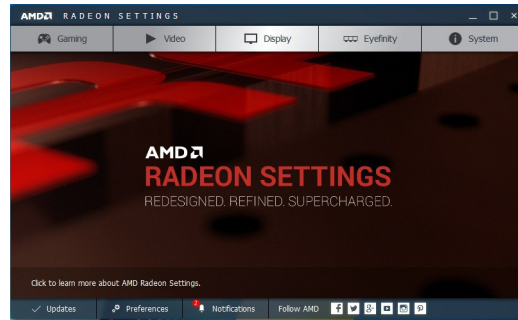 AMD RADEON SETTINGS
Gaming Video Display Eyefinity System
AMD
RADEON SETTINGS
REDESIGNED. REFINED. SUPERCHARGED.
Click to learn more about AMD Radeon Settings.
Updates Preferences 2 Notifications Follow AMD f g+ p